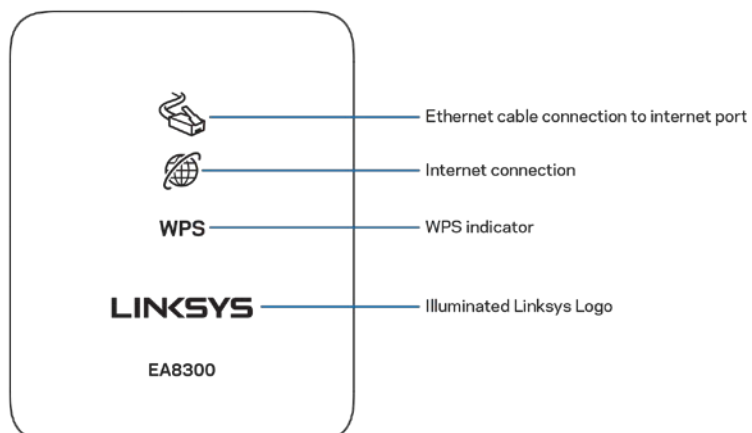 Ethernet cable connection to internet port
Internet connection
WPS
WPS indicator
LINKSYS
Illuminated Linksys Logo
EA8300